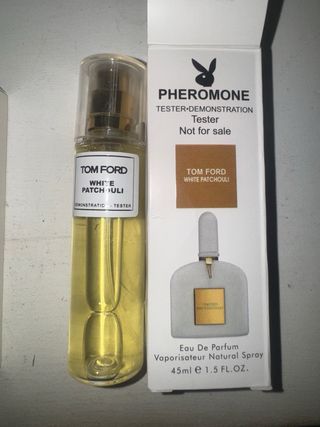 TOM FORD
WHITE
PATCHOULI
DEMONSTRATION - TESTER
PHEROMONE
TESTER•DEMONSTRATION
Tester
Not for sale
TOM FORD
WHITE PATCHOULI
Eau De Parfum
Vaporisateur Natural Spray
45ml ℮ 1.5 FL.OZ.